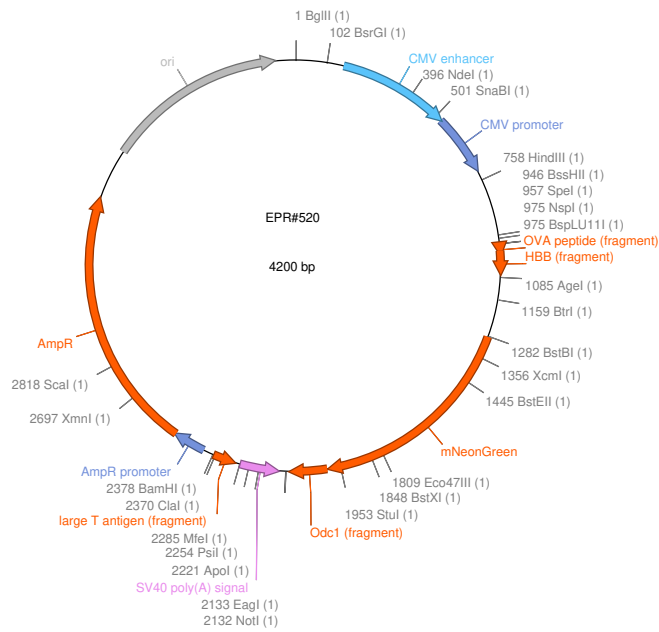 1 BglII (1)
102 BsrGI (1)
ori
CMV enhancer
396 NdeI (1)
501 SnaBI (1)
CMV promoter
758 HindIII (1)
946 BssHII (1)
957 SpeI (1)
975 NspI (1)
975 BspLU11I (1)
OVA peptide (fragment)
HBB (fragment)
EPR#520
4200 bp
1085 AgeI (1)
1159 BtrI (1)
AmpR
1282 BstBI (1)
1356 XcmI (1)
2818 ScaI (1)
1445 BstEII (1)
2697 XmnI (1)
mNeonGreen
AmpR promoter
1809 Eco47III (1)
2378 BamHI (1)
1848 BstXI (1)
2370 ClaI (1)
1953 StuI (1)
large T antigen (fragment)
Odc1 (fragment)
2285 MfeI (1)
2254 PsiI (1)
2221 ApoI (1)
SV40 poly(A) signal
2133 EagI (1)
2132 NotI (1)